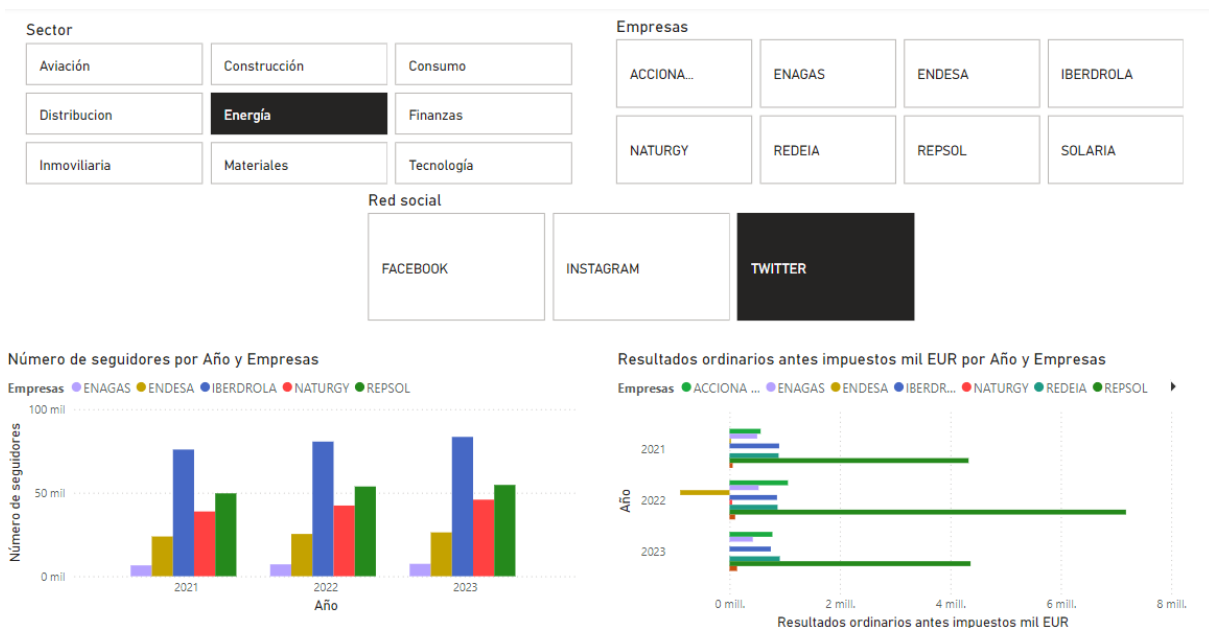 Sector
Aviación Construcción Consumo
Distribucion Energía Finanzas
Inmoviliaria Materiales Tecnología
Empresas
ACCIONA... ENAGAS ENDESA IBERDROLA
NATURGY REDEIA REPSOL SOLARIA
Red social
FACEBOOK INSTAGRAM TWITTER
Número de seguidores por Año y Empresas
Empresas ENAGAS ENDESA IBERDROLA NATURGY REPSOL
100 mil
50 mil
0 mil
Número de seguidores
2021 2022 2023
Año
Resultados ordinarios antes impuestos mil EUR por Año y Empresas
Empresas ACCIONA ... ENAGAS ENDESA IBERDR... NATURGY REDEIA REPSOL
2021
2022
2023
Año
0 mill. 2 mill. 4 mill. 6 mill. 8 mill.
Resultados ordinarios antes impuestos mil EUR